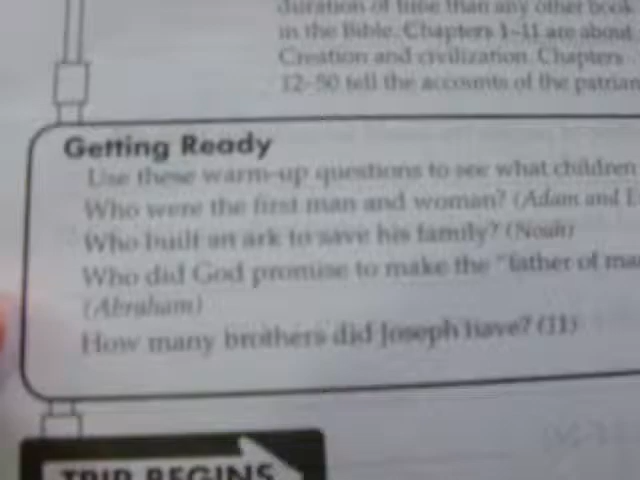 duration of time than any other book
in the Bible. Chapters 1–11 are about
Creation and civilization. Chapters
12–50 tell the accounts of the patriar
Getting Ready
Use these warm-up questions to see what children
Who were the first man and woman? (Adam and E
Who built an ark to save his family? (Noah)
Who did God promise to make the "father of ma
(Abraham)
How many brothers did Joseph have? (11)
TRIP BEGINS